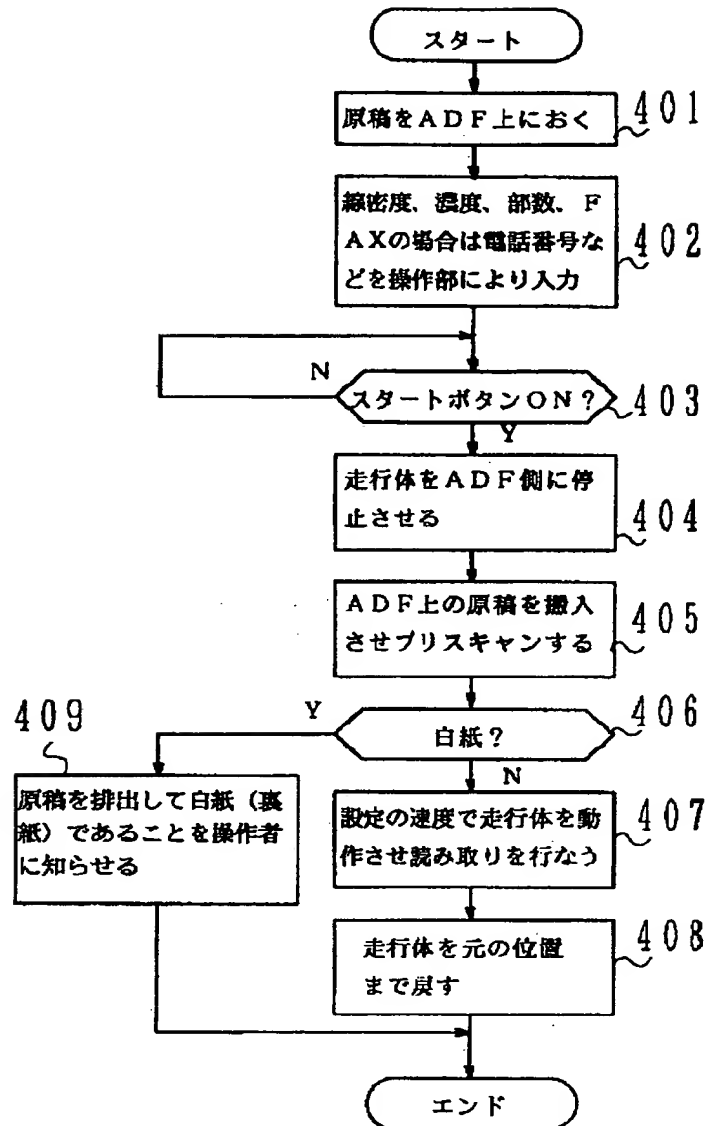 スタート
原稿をADF上におく
401
線密度、濃度、部数、F
AXの場合は電話番号な
どを操作部により入力
402
N
スタートボタンON?
403
Y
走行体をADF側に停
止させる
404
ADF上の原稿を搬入
させプリスキャンする
405
Y
白紙?
406
N
409
原稿を排出して白紙(裏
紙)であることを操作者
に知らせる
設定の速度で走行体を動
作させ読み取りを行なう
407
走行体を元の位置
まで戻す
408
エンド